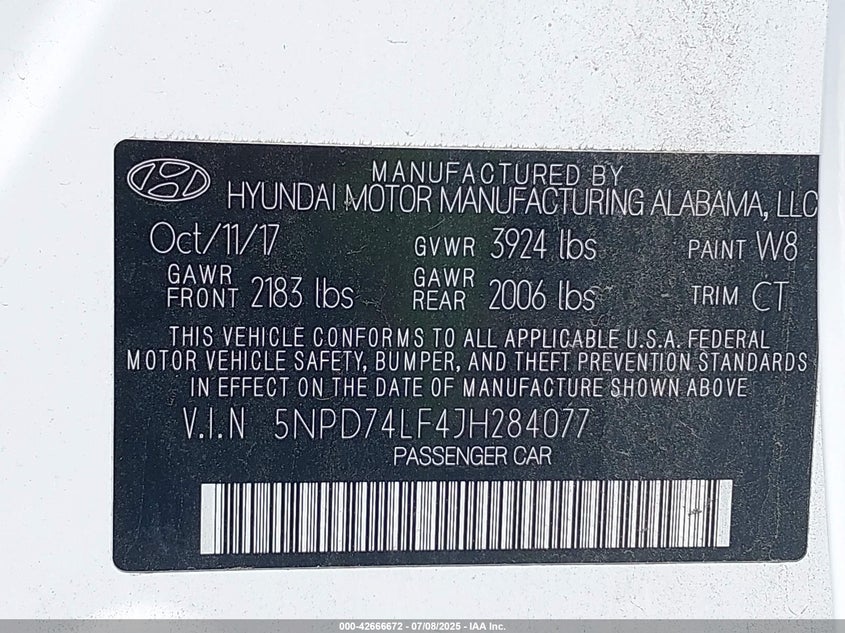 MANUFACTURED BY
HYUNDAI MOTOR MANUFACTURING ALABAMA, LLC
Oct/11/17 GVWR 3924 lbs PAINT W8
GAWR FRONT 2183 lbs GAWR REAR 2006 lbs TRIM CT
THIS VEHICLE CONFORMS TO ALL APPLICABLE U.S.A. FEDERAL
MOTOR VEHICLE SAFETY, BUMPER, AND THEFT PREVENTION STANDARDS
IN EFFECT ON THE DATE OF MANUFACTURE SHOWN ABOVE
V.I.N 5NPD74LF4JH284077
PASSENGER CAR
000-42666672 / 07/08/2025 - IAA Inc.